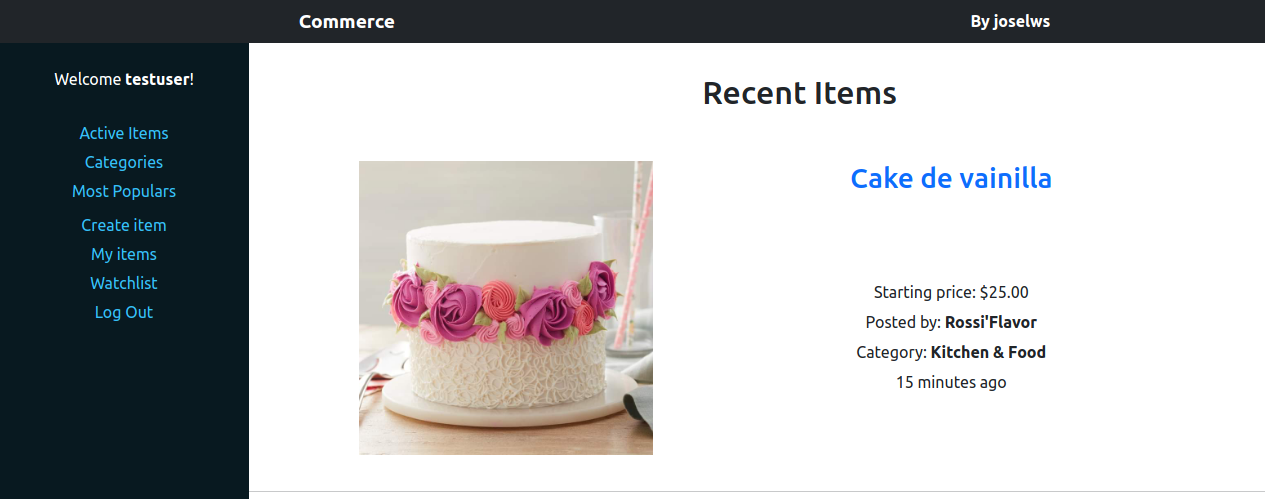 Commerce
By joselws
Welcome testuser!
Active Items
Categories
Most Populars
Create item
My items
Watchlist
Log Out
Recent Items
Cake de vainilla
Starting price: $25.00
Posted by: Rossi'Flavor
Category: Kitchen & Food
15 minutes ago